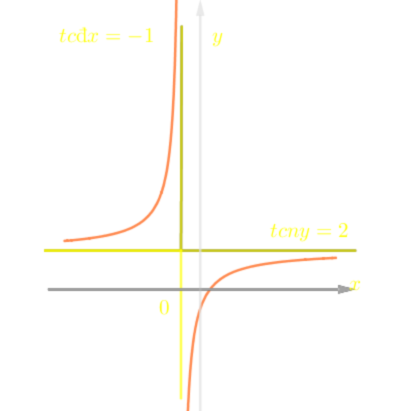 tcdx = −1
y
tcny = 2
x
0